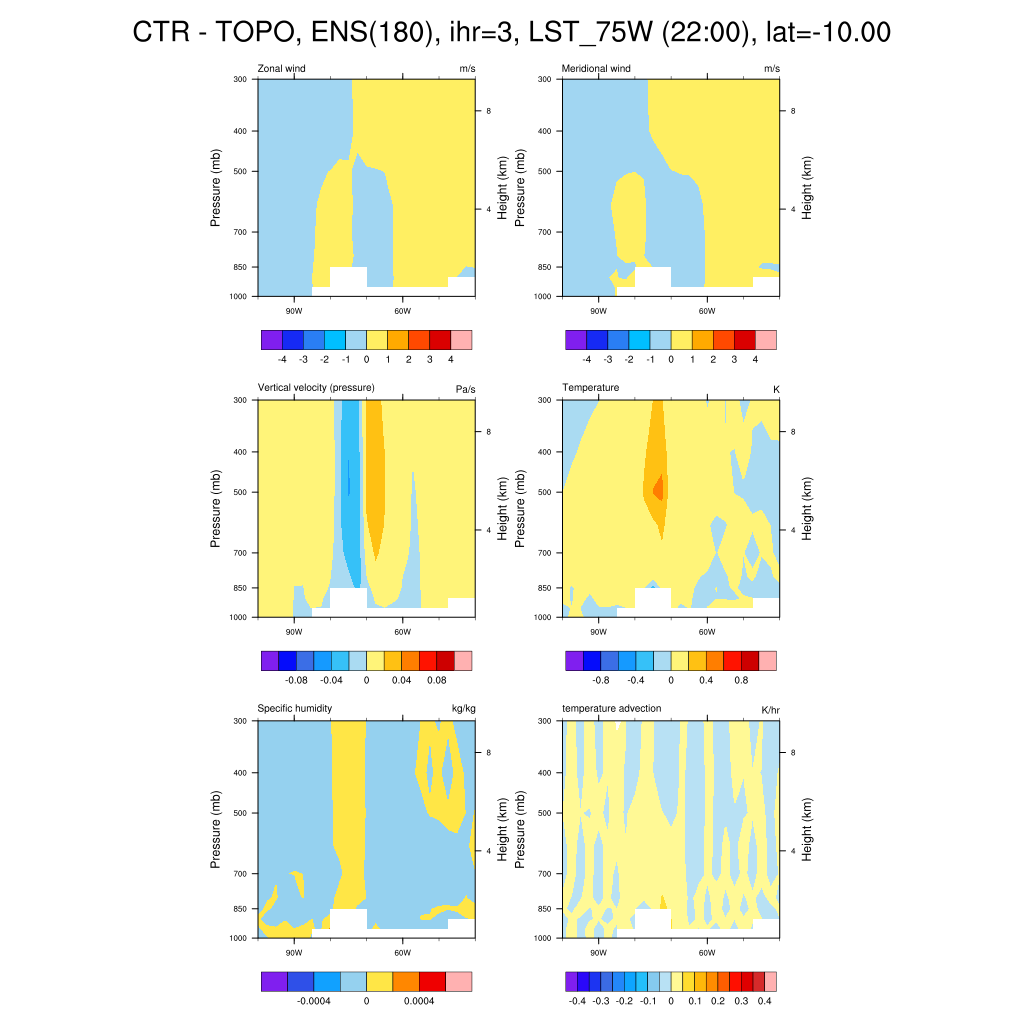 CTR - TOPO, ENS(180), ihr=3, LST_75W (22:00), lat=-10.00
Zonal wind m/s
Pressure (mb)
300
400
500
700
850
1000
8
4
Height (km)
90W 60W
-4 -3 -2 -1 0 1 2 3 4
Meridional wind m/s
Pressure (mb)
300
400
500
700
850
1000
8
4
Height (km)
90W 60W
-4 -3 -2 -1 0 1 2 3 4
Vertical velocity (pressure) Pa/s
Pressure (mb)
300
400
500
700
850
1000
8
4
Height (km)
90W 60W
-0.08 -0.04 0 0.04 0.08
Temperature K
Pressure (mb)
300
400
500
700
850
1000
8
4
Height (km)
90W 60W
-0.8 -0.4 0 0.4 0.8
Specific humidity kg/kg
Pressure (mb)
300
400
500
700
850
1000
8
4
Height (km)
90W 60W
-0.0004 0 0.0004
temperature advection K/hr
Pressure (mb)
300
400
500
700
850
1000
8
4
Height (km)
90W 60W
-0.4 -0.3 -0.2 -0.1 0 0.1 0.2 0.3 0.4